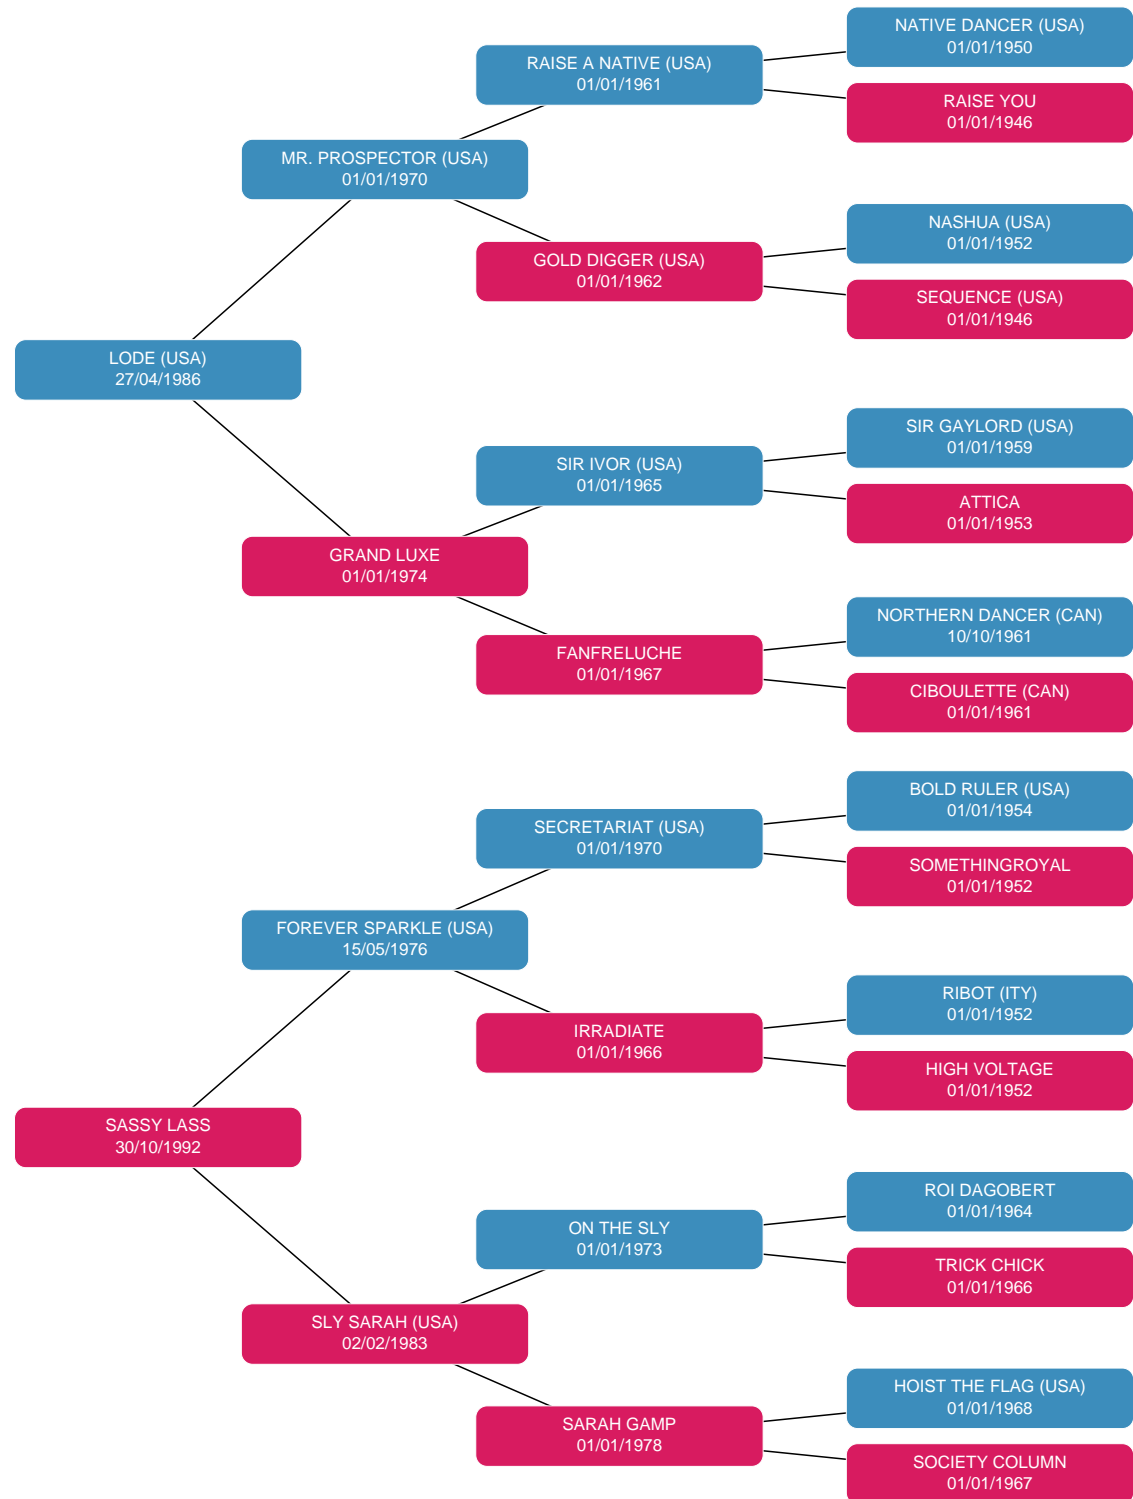 NATIVE DANCER (USA)
01/01/1950
RAISE A NATIVE (USA)
01/01/1961
RAISE YOU
01/01/1946
MR. PROSPECTOR (USA)
01/01/1970
NASHUA (USA)
01/01/1952
GOLD DIGGER (USA)
01/01/1962
SEQUENCE (USA)
01/01/1946
LODE (USA)
27/04/1986
SIR GAYLORD (USA)
01/01/1959
SIR IVOR (USA)
01/01/1965
ATTICA
01/01/1953
GRAND LUXE
01/01/1974
NORTHERN DANCER (CAN)
10/10/1961
FANFRELUCHE
01/01/1967
CIBOULETTE (CAN)
01/01/1961
BOLD RULER (USA)
01/01/1954
SECRETARIAT (USA)
01/01/1970
SOMETHINGROYAL
01/01/1952
FOREVER SPARKLE (USA)
15/05/1976
RIBOT (ITY)
01/01/1952
IRRADIATE
01/01/1966
HIGH VOLTAGE
01/01/1952
SASSY LASS
30/10/1992
ROI DAGOBERT
01/01/1964
ON THE SLY
01/01/1973
TRICK CHICK
01/01/1966
SLY SARAH (USA)
02/02/1983
HOIST THE FLAG (USA)
01/01/1968
SARAH GAMP
01/01/1978
SOCIETY COLUMN
01/01/1967